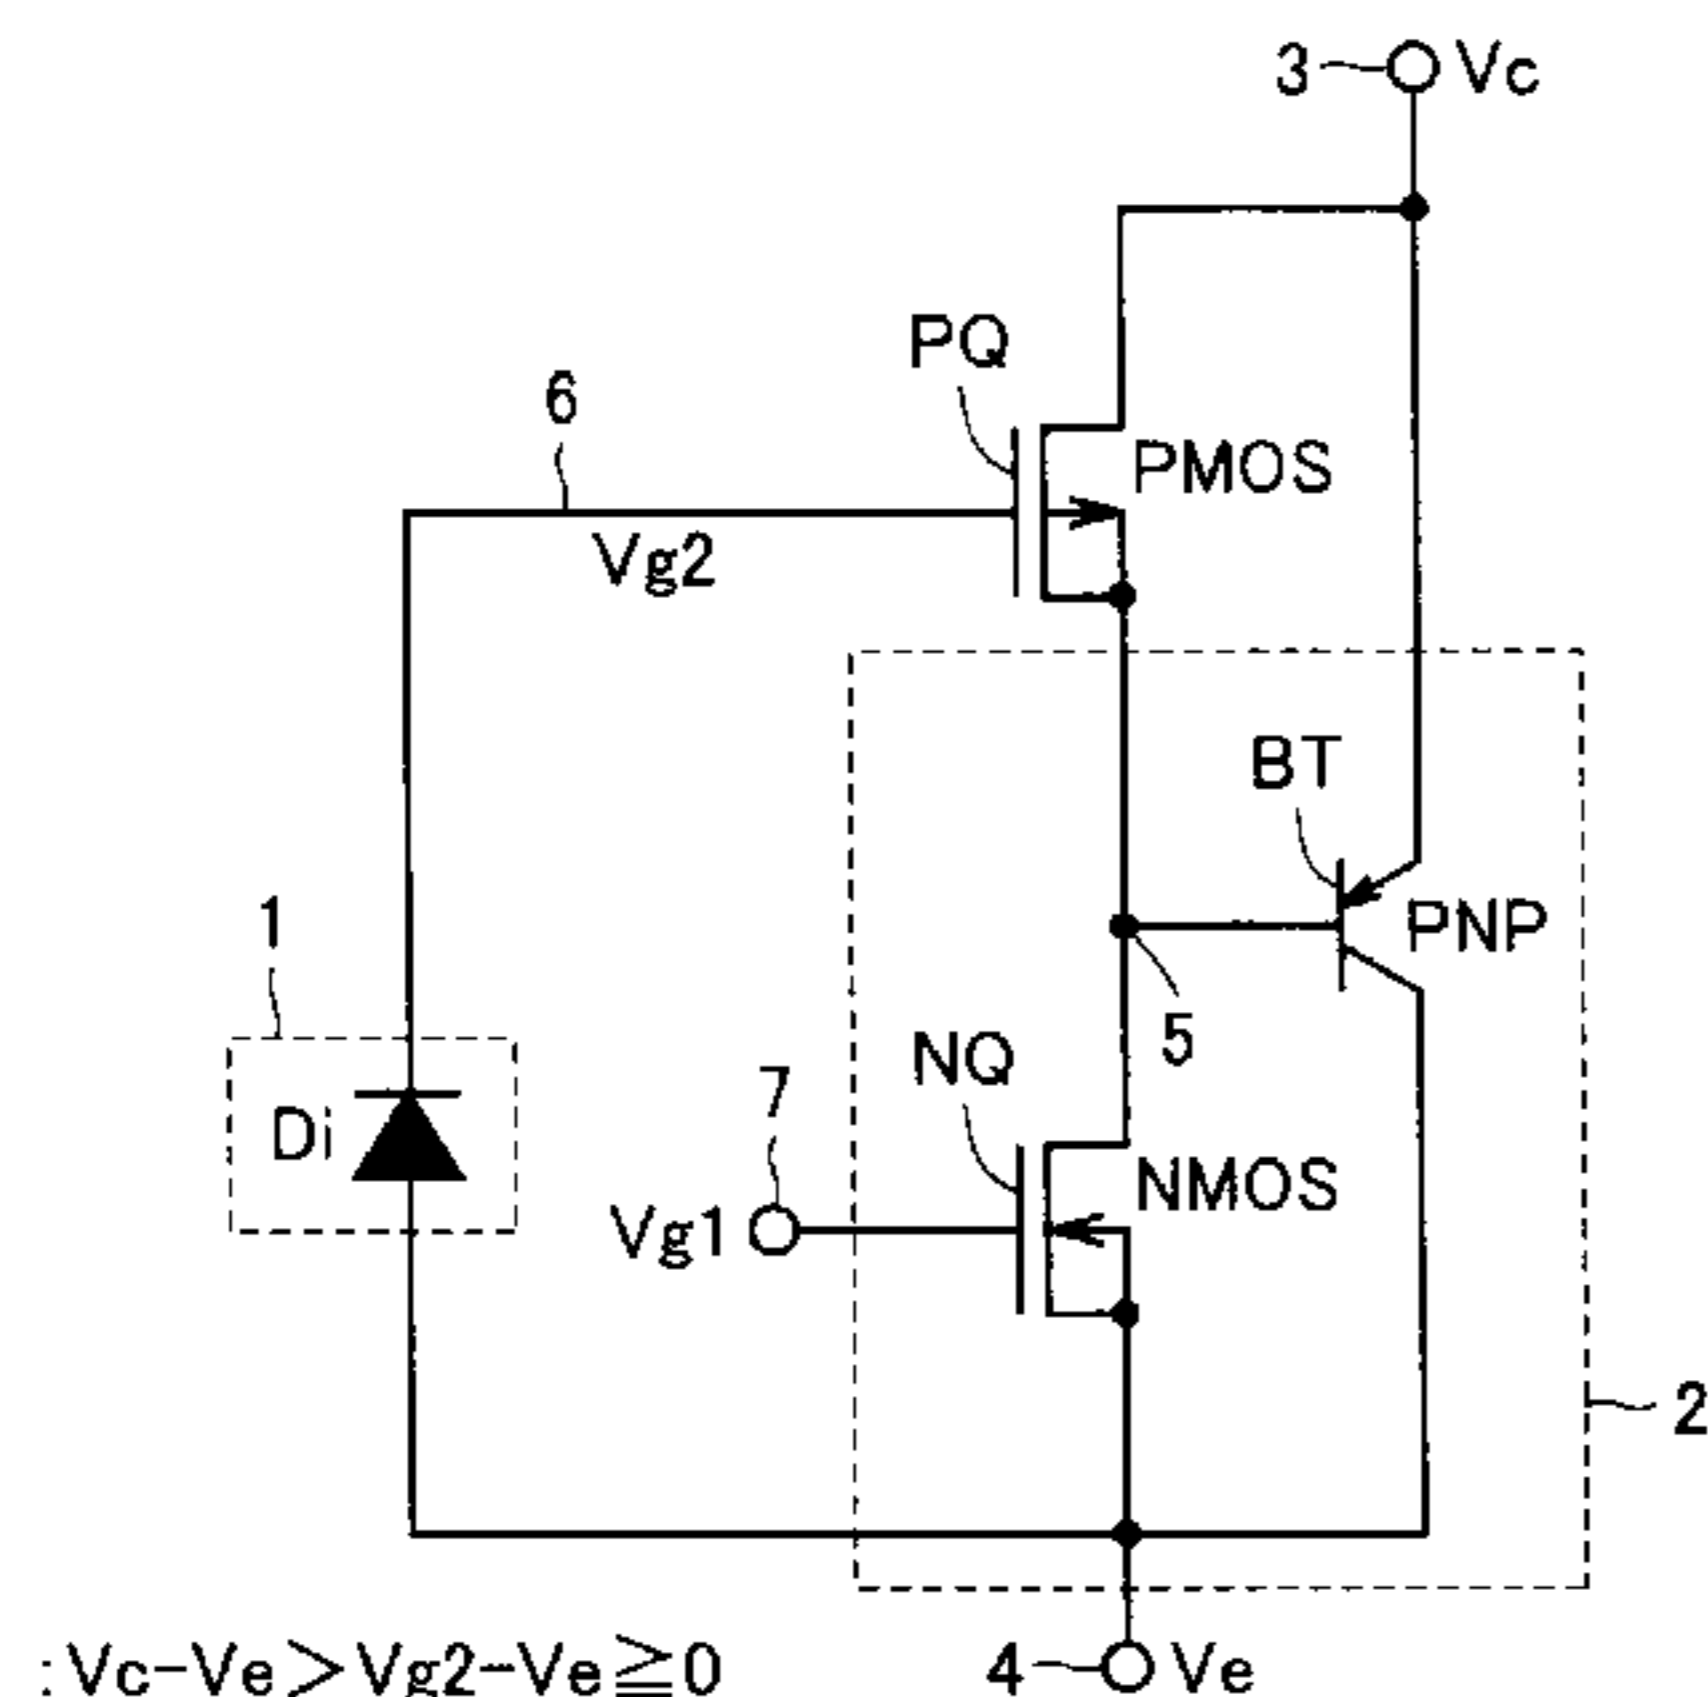 3 Vc
PQ
6
PMOS
Vg2
BT
1
PNP
5
NQ
7
Di
NMOS
Vg1
2
:Vc-Ve>Vg2-Ve≧0
4 Ve